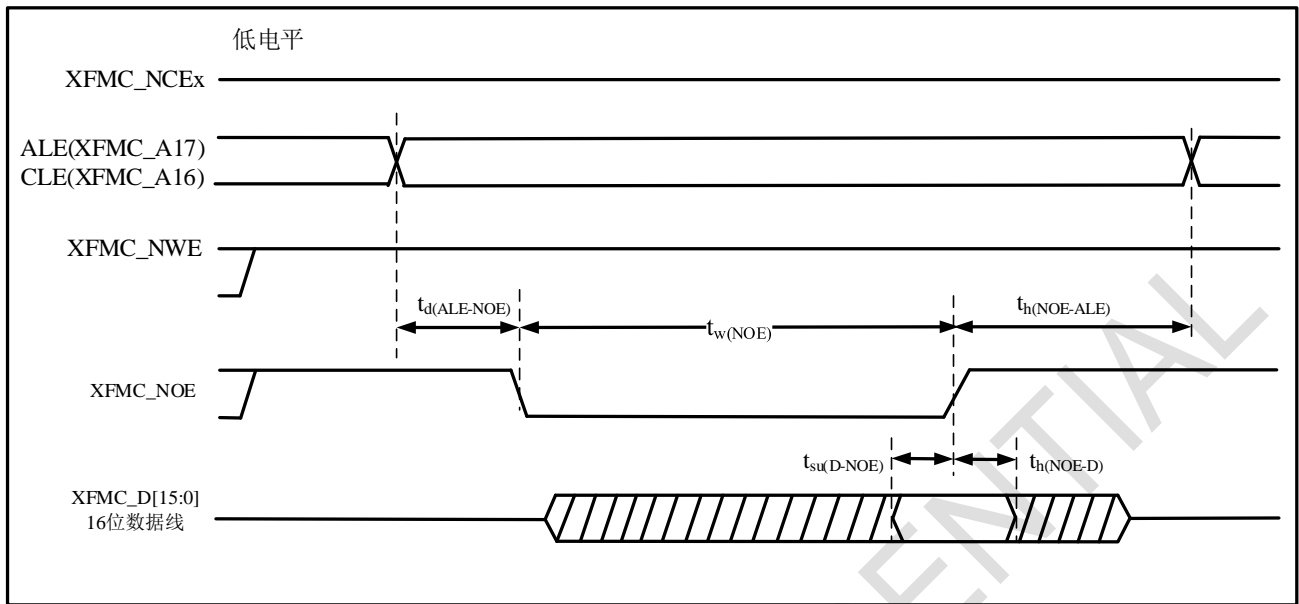 低电平
XFMC_NCEx
ALE(XFMC_A17)
CLE(XFMC_A16)
XFMC_NWE
td(ALE-NOE)
tw(NOE)
th(NOE-ALE)
XFMC_NOE
tsu(D-NOE)
th(NOE-D)
XFMC_D[15:0]
16位数据线
ENTIAL